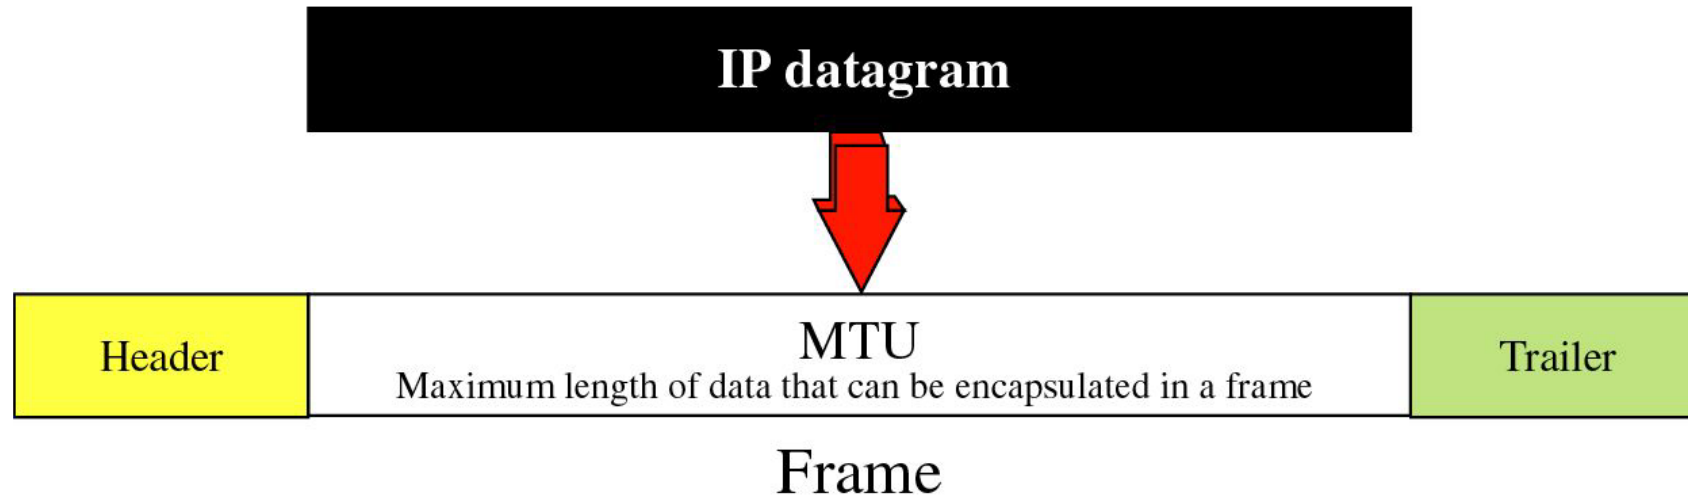 IP datagram
Header
MTU
Maximum length of data that can be encapsulated in a frame
Trailer
Frame